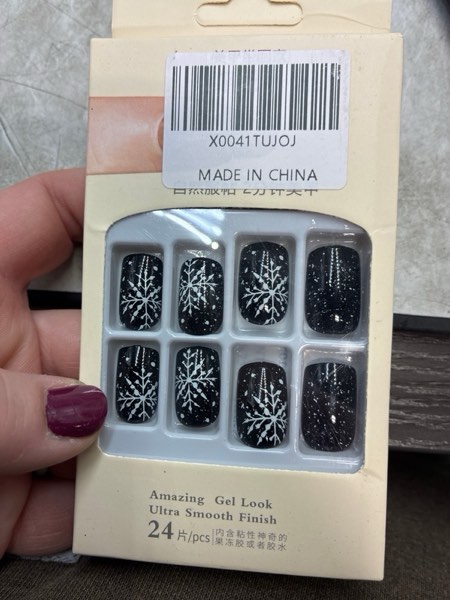 X0041TUJOJ
MADE IN CHINA
Amazing Gel Look
Ultra Smooth Finish
24片/pcs
内含粘性神奇的
果冻胶或者胶水